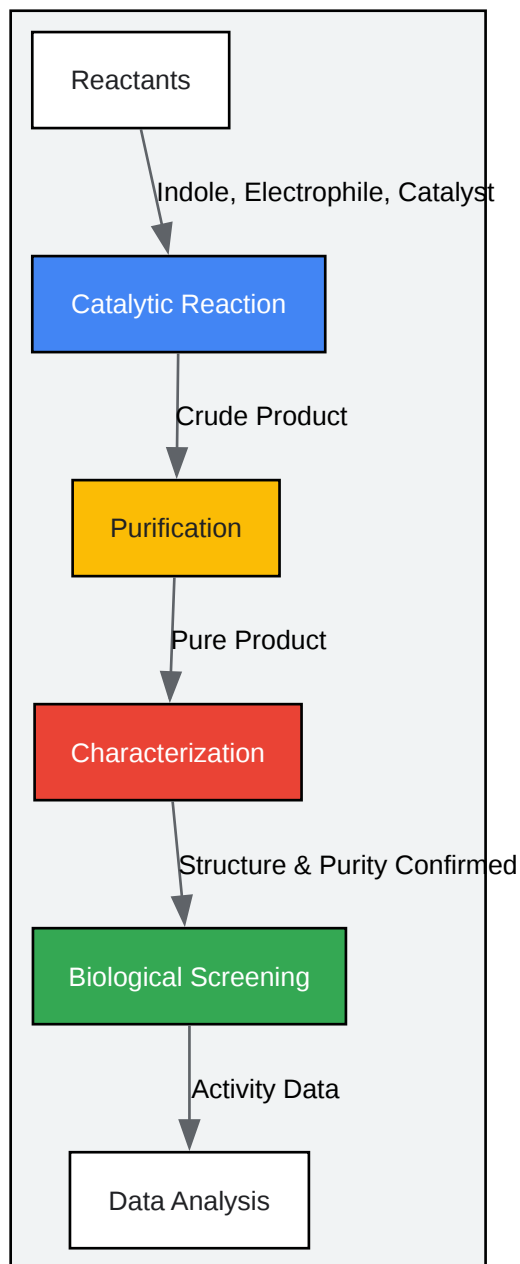 Reactants
Indole, Electrophile, Catalyst
Catalytic Reaction
Crude Product
Purification
Pure Product
Characterization
Structure & Purity Confirmed
Biological Screening
Activity Data
Data Analysis